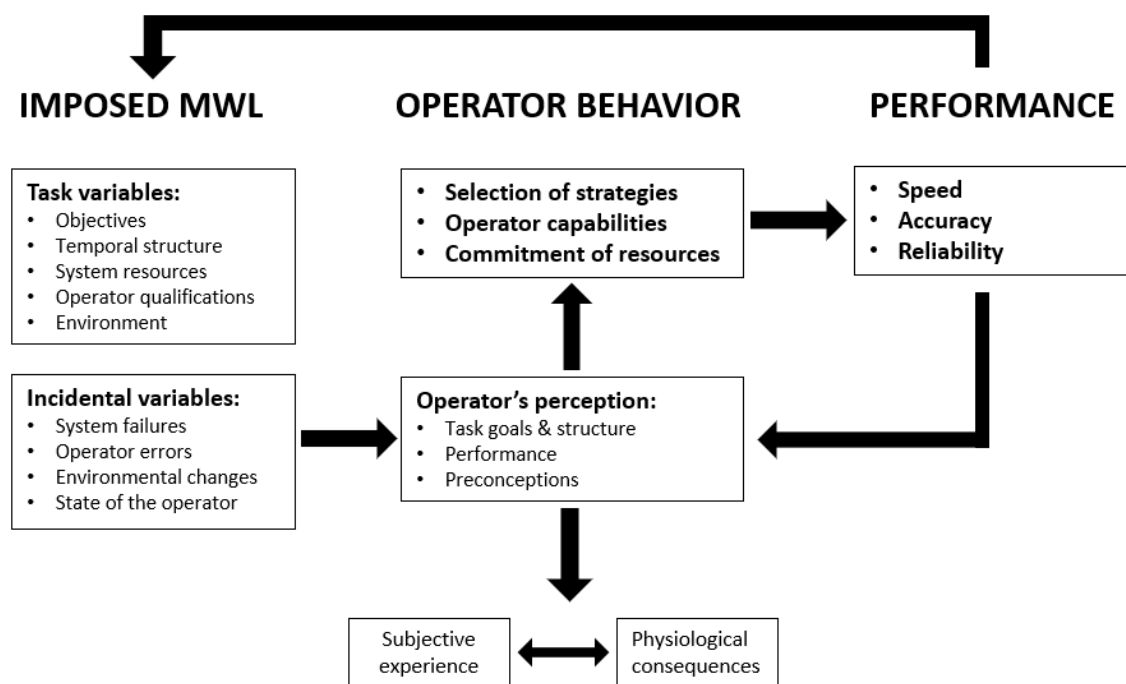 IMPOSED MWL
OPERATOR BEHAVIOR
PERFORMANCE
Task variables:
• Objectives
• Temporal structure
• System resources
• Operator qualifications
• Environment
Incidental variables:
• System failures
• Operator errors
• Environmental changes
• State of the operator
• Selection of strategies
• Operator capabilities
• Commitment of resources
Operator’s perception:
• Task goals & structure
• Performance
• Preconceptions
• Speed
• Accuracy
• Reliability
Subjective
experience
Physiological
consequences